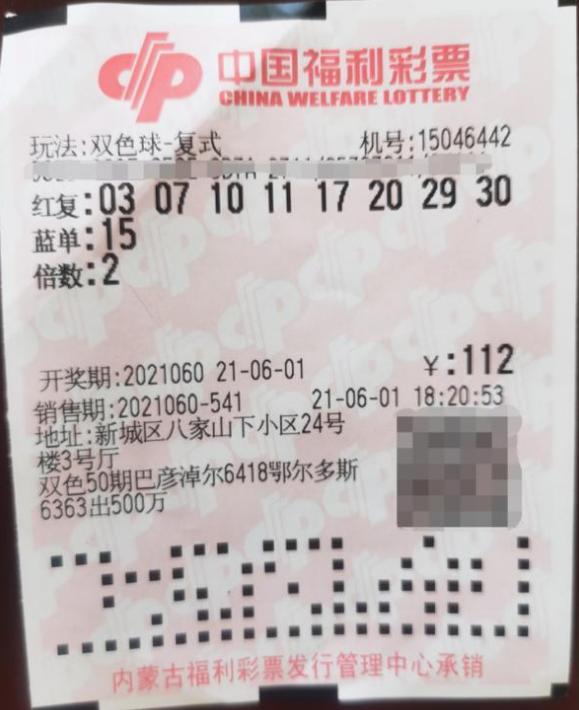 中国福利彩票
CHINA WELFARE LOTTERY
玩法:双色球-复式 机号:15046442
红复:03 07 10 11 17 20 29 30
蓝单:15
倍数:2
开奖期:2021060 21-06-01 ¥:112
销售期:2021060-541 21-06-01 18:20:53
地址:新城区八家山下小区24号
楼3号厅
双色50期巴彦淖尔6418鄂尔多斯
6363出500万
内蒙古福利彩票发行管理中心承销